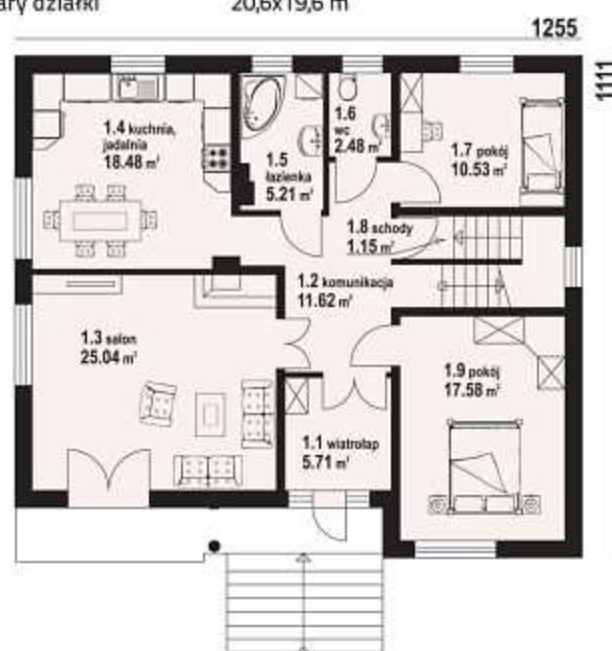 ary działki 20,6x19,6 m
1255
1111
1.4 kuchnia,
jadalnia
18.48 m²
1.5
łazienka
5.21 m²
1.6
wc
2.48 m²
1.7 pokój
10.53 m²
1.8 schody
1.15 m²
1.2 komunikacja
11.62 m²
1.3 salon
25.04 m²
1.9 pokój
17.58 m²
1.1 wiatrołap
5.71 m²